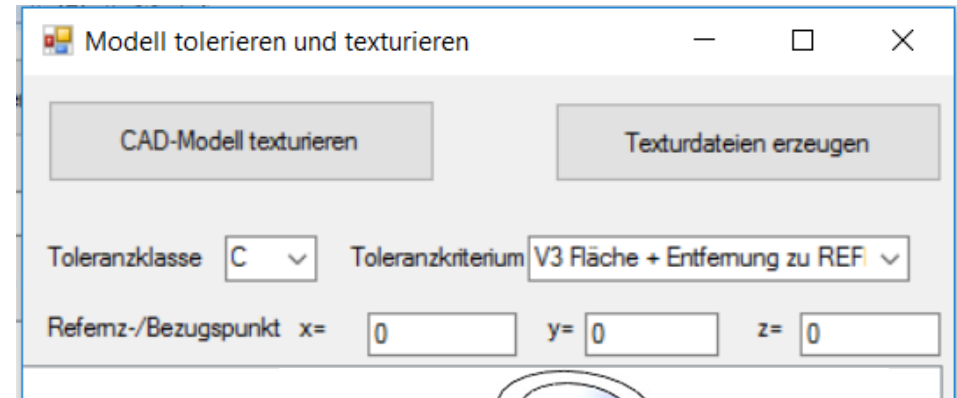 Modell tolerieren und texturieren
CAD-Modell texturieren Texturdateien erzeugen
Toleranzklasse C Toleranzkriterium V3 Fläche + Entfernung zu REF
Refernz-/Bezugspunkt x= 0 y= 0 z= 0